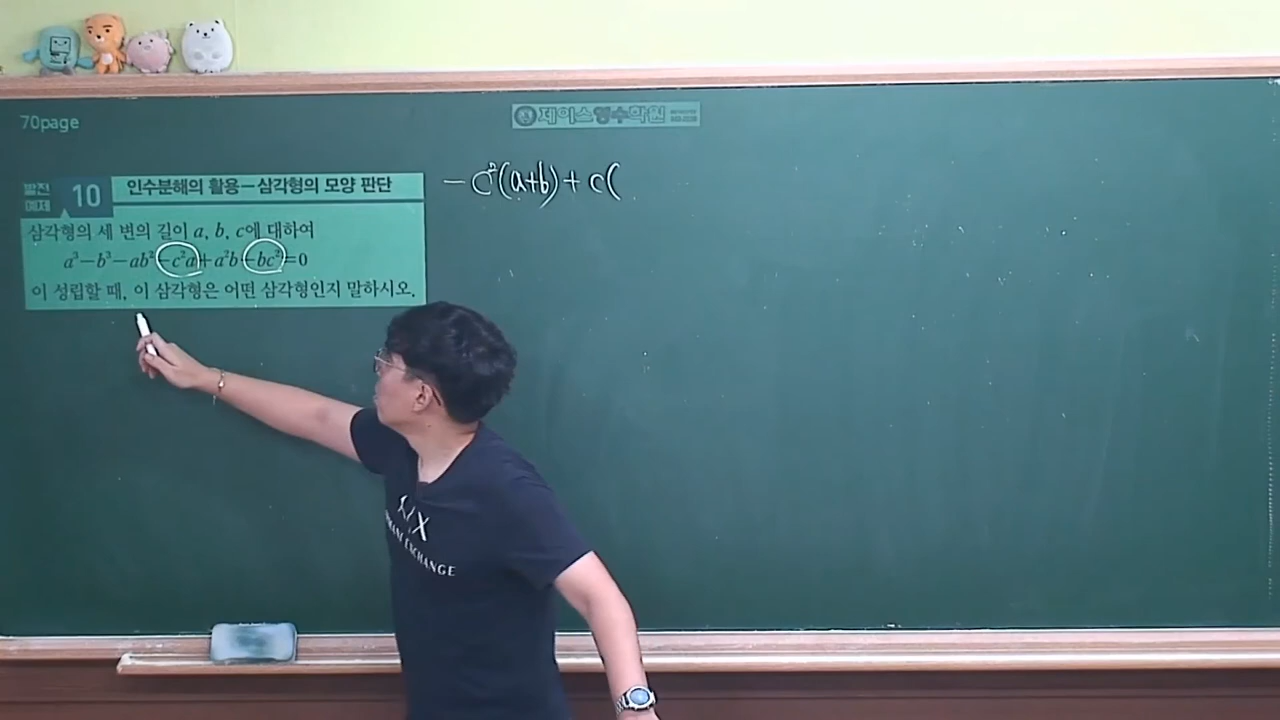 70page
제이스영수학원
발전
예제
10
인수분해의 활용-삼각형의 모양 판단
삼각형의 세 변의 길이 a, b, c에 대하여
a³-b³-ab²-c²a+a²b-bc²=0
이 성립할 때, 이 삼각형은 어떤 삼각형인지 말하시오.
-c²(a+b)+c(
A|X
EXCHANGE